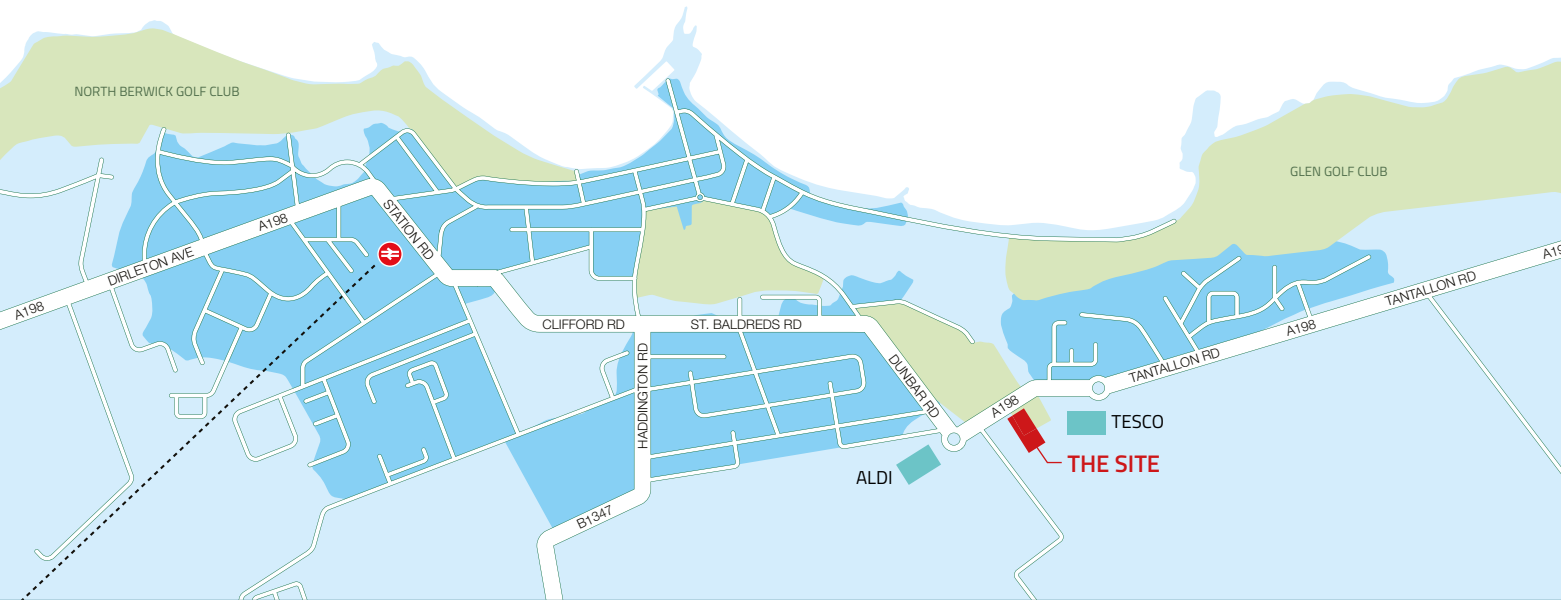 NORTH BERWICK GOLF CLUB
GLEN GOLF CLUB
A198
STATION RD
DIRLETON AVE
A198
A19
TANTALLON RD
A198
CLIFFORD RD
ST. BALDREDS RD
TANTALLON RD
HADDINGTON RD
DUNBAR RD
A198
TESCO
THE SITE
ALDI
B1347